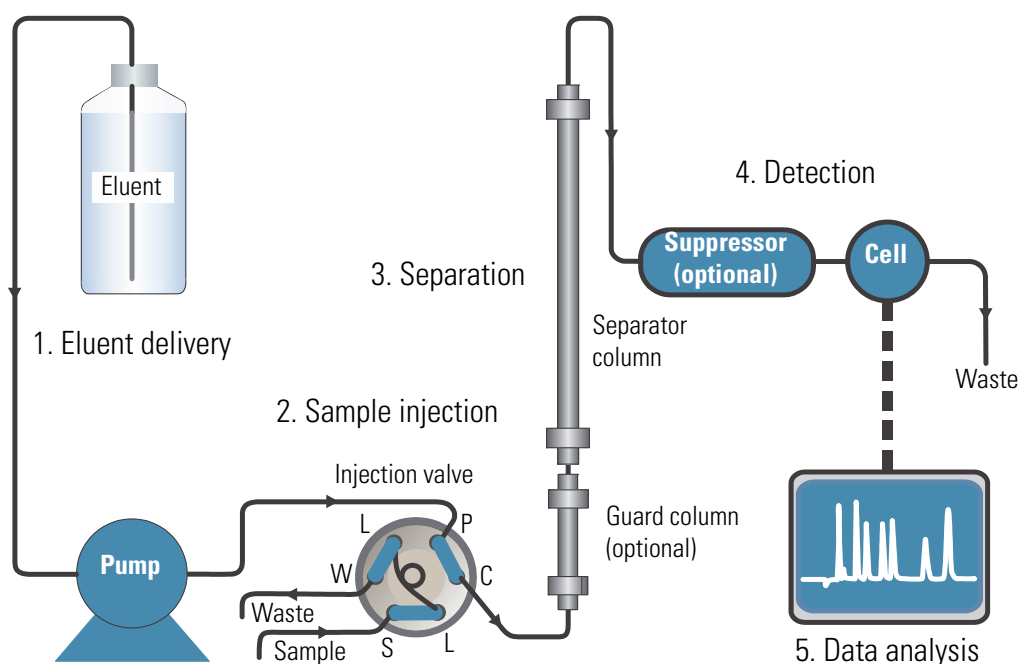 Eluent
1. Eluent delivery
Pump
2. Sample injection
Injection valve
L
P
W
C
S
L
Waste
Sample
3. Separation
Separator
column
Guard column
(optional)
4. Detection
Suppressor
(optional)
Cell
Waste
5. Data analysis